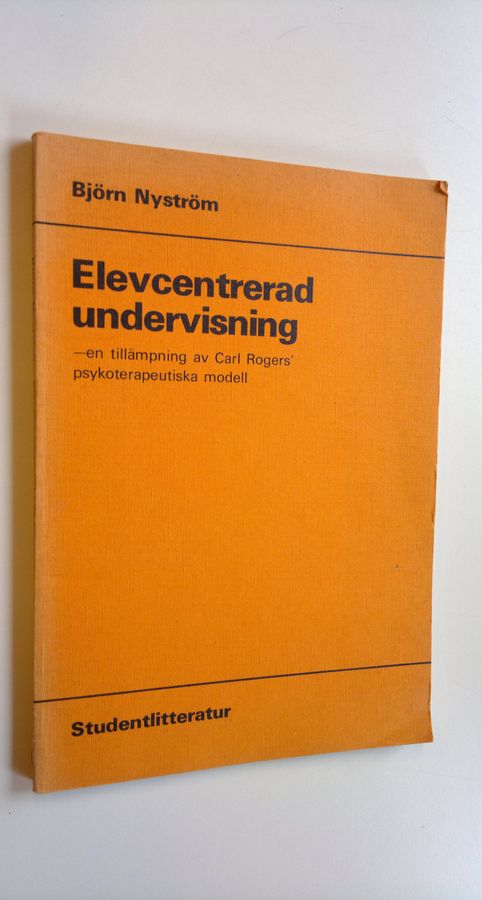 Björn Nyström
Elevcentrerad
undervisning
—en tillämpning av Carl Rogers'
psykoterapeutiska modell
Studentlitteratur